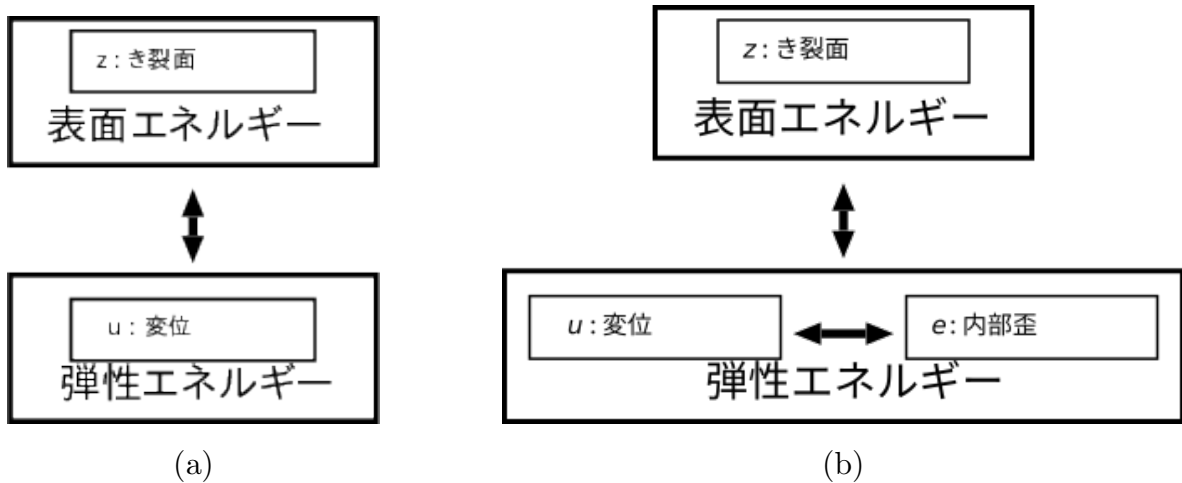 z : き裂面
表面エネルギー
u : 変位
弾性エネルギー
(a)
z : き裂面
表面エネルギー
u : 変位
e : 内部歪
弾性エネルギー
(b)